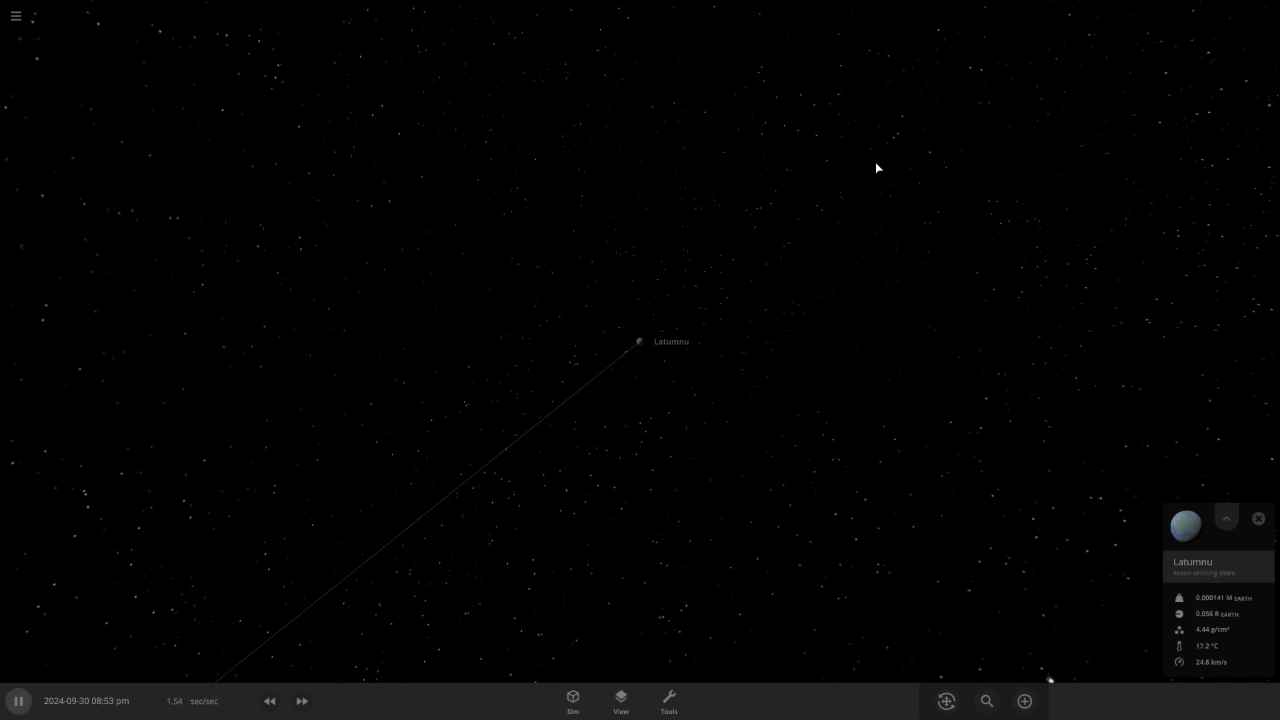 Latumnu
Latumnu
Moon orbiting Mars
0.000141 M EARTH
0.056 R EARTH
4.44 g/cm³
17.2 °C
24.8 km/s
2024-09-30 08:53 pm
1.54 sec/sec
Sim
View
Tools